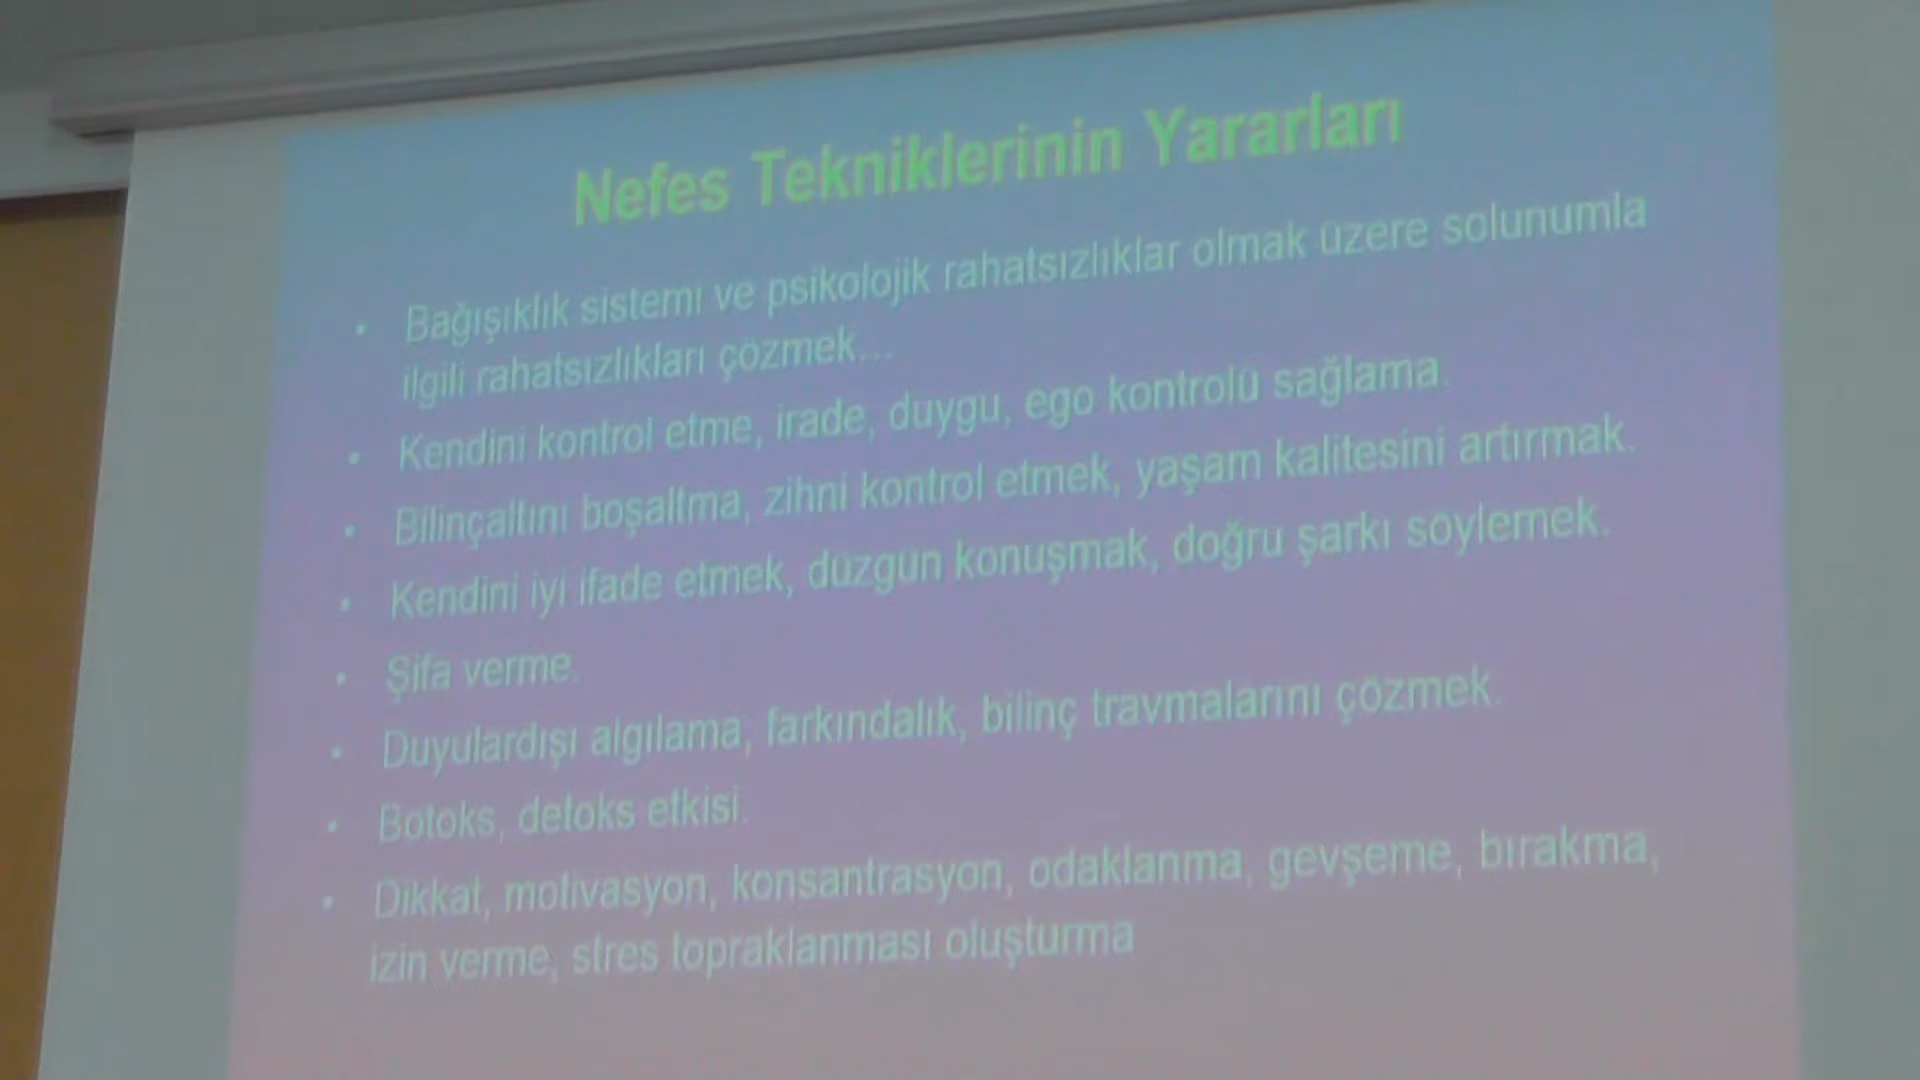 Nefes Tekniklerinin Yararları
• Bağışıklık sistemi ve psikolojik rahatsızlıklar olmak üzere solunumla
ilgili rahatsızlıkları çözmek...
• Kendini kontrol etme, irade, duygu, ego kontrolü sağlama.
• Bilinçaltını boşaltma, zihni kontrol etmek, yaşam kalitesini artırmak.
• Kendini iyi ifade etmek, düzgün konuşmak, doğru şarkı söylemek.
• Şifa verme.
• Duyulardışı algılama, farkındalık, bilinç travmalarını çözmek.
• Botoks, detoks etkisi.
• Dikkat, motivasyon, konsantrasyon, odaklanma, gevşeme, bırakma,
izin verme, stres topraklanması oluşturma